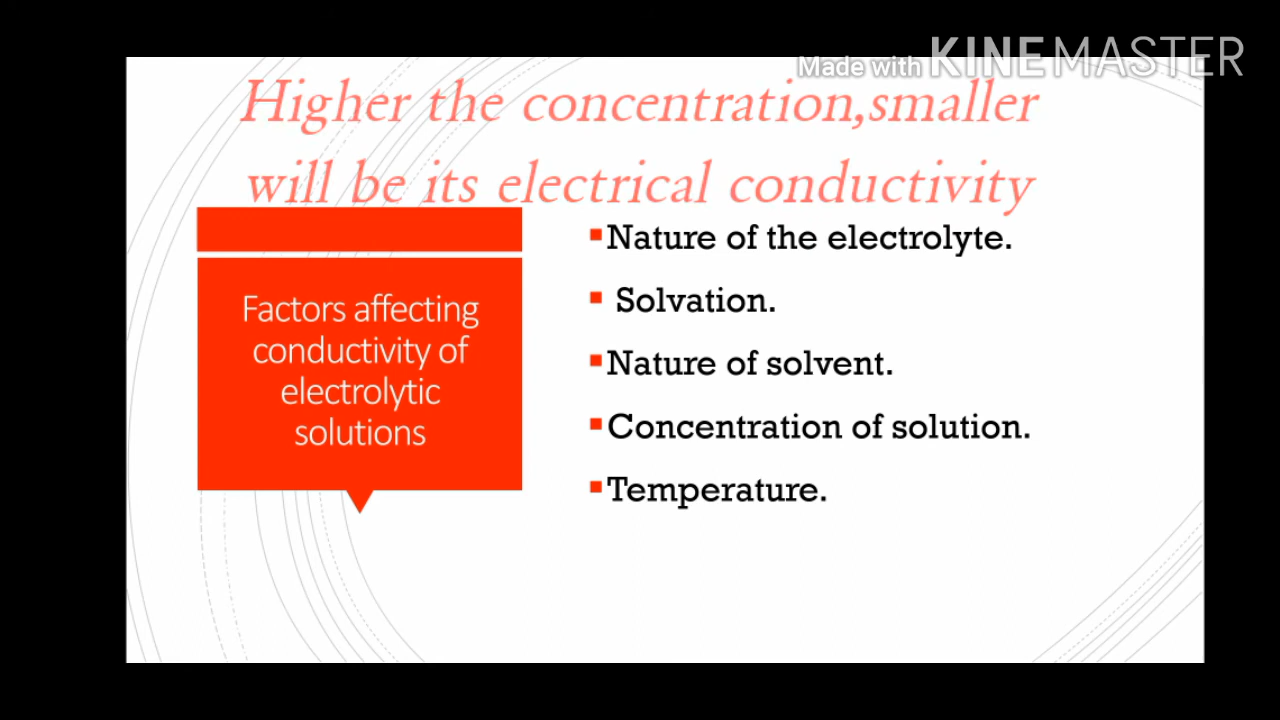 Made with KINEMASTER
Higher the concentration,smaller
will be its electrical conductivity
Factors affecting
conductivity of
electrolytic
solutions
▪Nature of the electrolyte.
▪ Solvation.
▪Nature of solvent.
▪Concentration of solution.
▪Temperature.